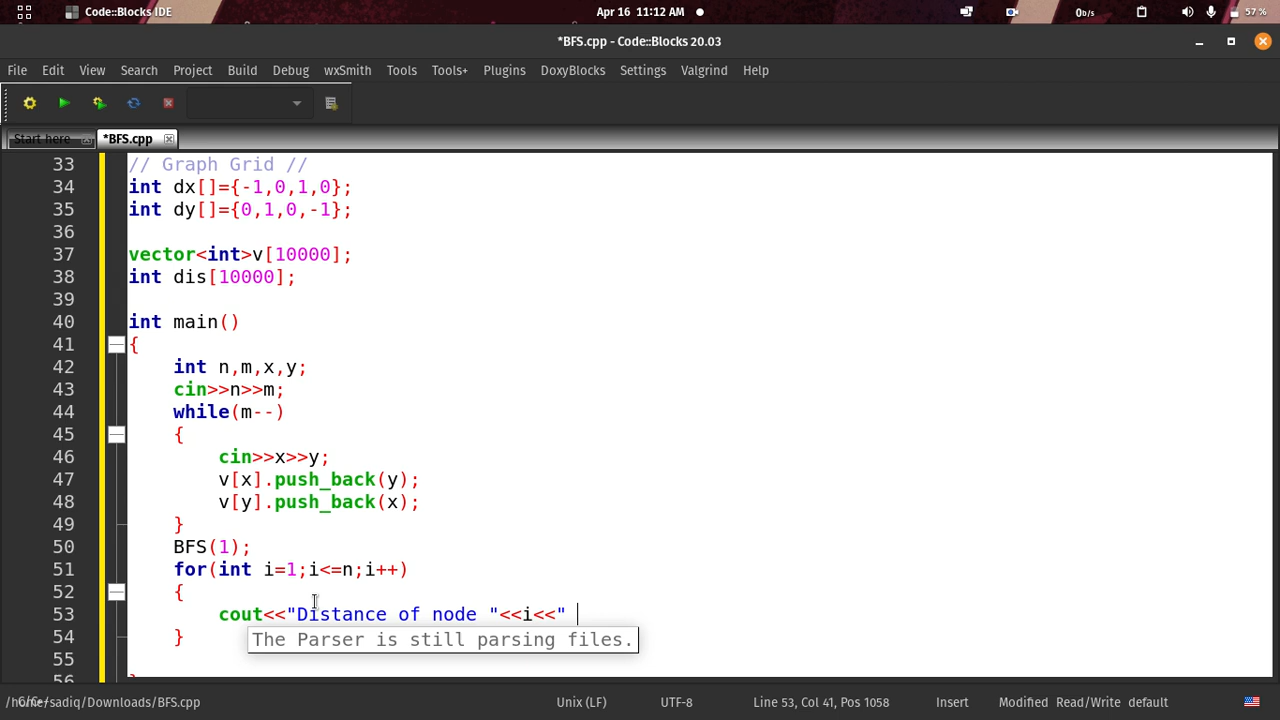 Code::Blocks IDE
Apr 16 11:12 AM
0b/s
57 %
*BFS.cpp - Code::Blocks 20.03
File Edit View Search Project Build Debug wxSmith Tools Tools+ Plugins DoxyBlocks Settings Valgrind Help
Start here *BFS.cpp
33 // Graph Grid //
34 int dx[]={-1,0,1,0};
35 int dy[]={0,1,0,-1};
36
37 vector<int>v[10000];
38 int dis[10000];
39
40 int main()
41 {
42 int n,m,x,y;
43 cin>>n>>m;
44 while(m--)
45 {
46 cin>>x>>y;
47 v[x].push_back(y);
48 v[y].push_back(x);
49 }
50 BFS(1);
51 for(int i=1;i<=n;i++)
52 {
53 cout<<"Distance of node "<<i<<"
54 }
The Parser is still parsing files.
55
56 }
/home/sadiq/Downloads/BFS.cpp Unix (LF) UTF-8 Line 53, Col 41, Pos 1058 Insert Modified Read/Write default